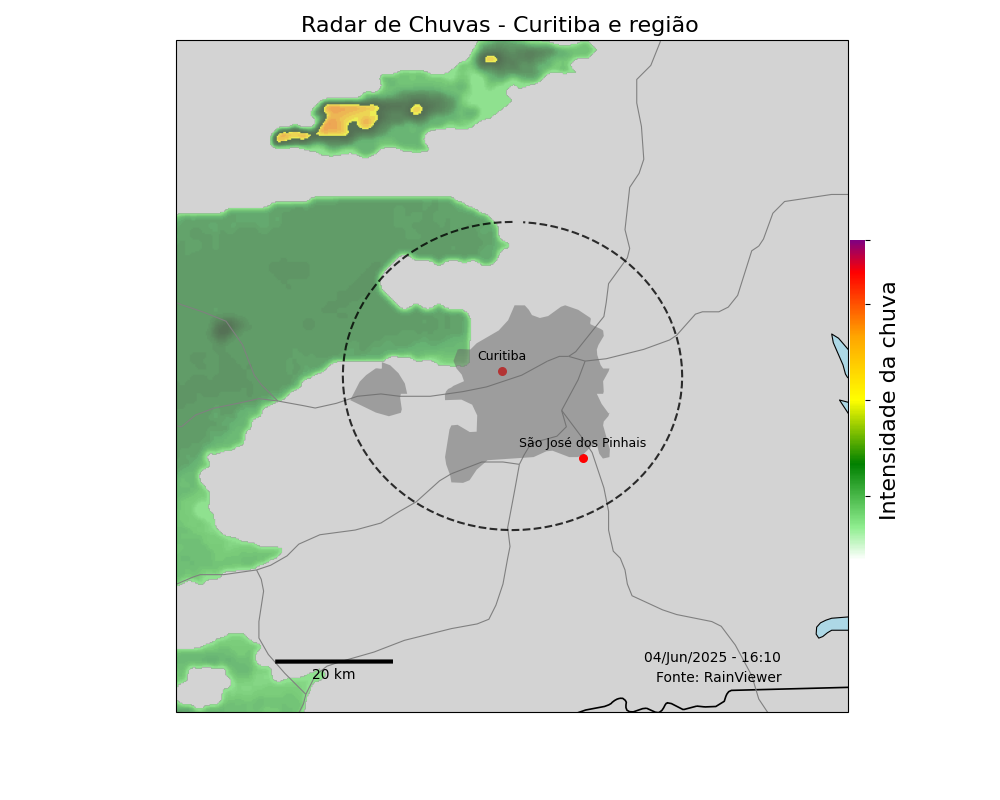 Radar de Chuvas - Curitiba e região
Curitiba
São José dos Pinhais
Intensidade da chuva
04/Jun/2025 - 16:10
Fonte: RainViewer
20 km